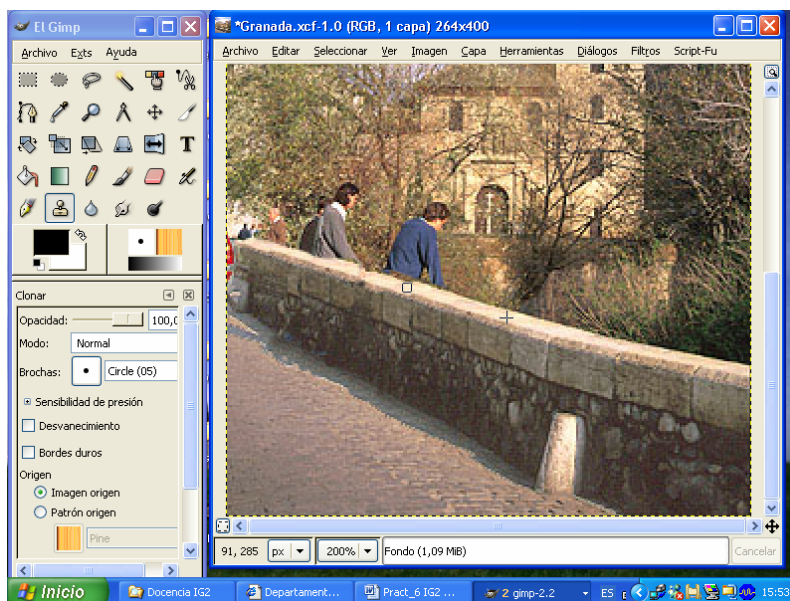 El Gimp
Archivo Exts Ayuda
Clonar
Opacidad: 100,0
Modo: Normal
Brochas: Circle (05)
Sensibilidad de presión
Desvanecimiento
Bordes duros
Origen
Imagen origen
Patrón origen
Pine
*Granada.xcf-1.0 (RGB, 1 capa) 264x400
Archivo Editar Seleccionar Ver Imagen Capa Herramientas Diálogos Filtros Script-Fu
91, 285 px 200% Fondo (1,09 MiB) Cancelar
Inicio Docencia IG2 Departament... Pract_6 IG2 ... 2 gimp-2.2 ES 15:53